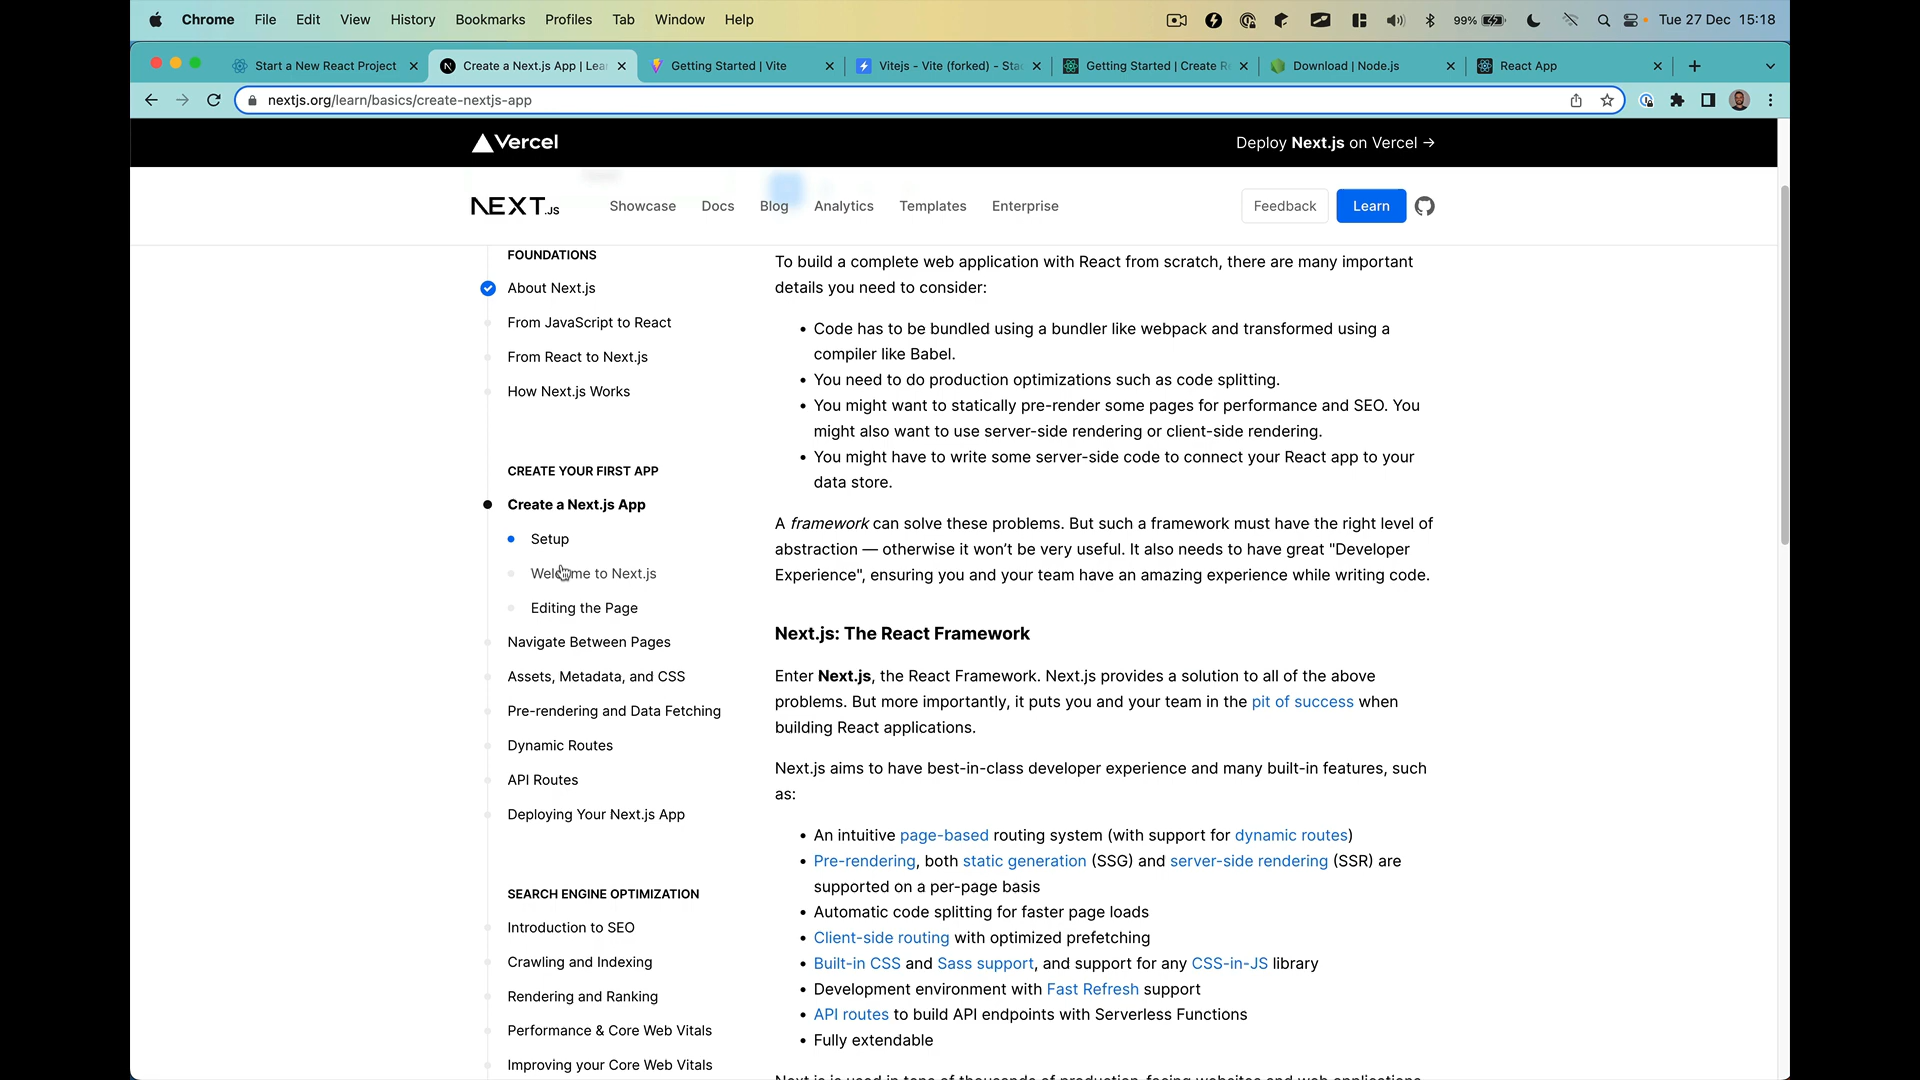 Chrome File Edit View History Bookmarks Profiles Tab Window Help 99% Tue 27 Dec 15:18
Start a New React Project Create a Next.js App | Lea Getting Started | Vite Vitejs - Vite (forked) - Sta Getting Started | Create R Download | Node.js React App
nextjs.org/learn/basics/create-nextjs-app
Vercel Deploy Next.js on Vercel →
NEXT.JS Showcase Docs Blog Analytics Templates Enterprise Feedback Learn
FOUNDATIONS
About Next.js
From JavaScript to React
From React to Next.js
How Next.js Works
CREATE YOUR FIRST APP
Create a Next.js App
Setup
Welcome to Next.js
Editing the Page
Navigate Between Pages
Assets, Metadata, and CSS
Pre-rendering and Data Fetching
Dynamic Routes
API Routes
Deploying Your Next.js App
SEARCH ENGINE OPTIMIZATION
Introduction to SEO
Crawling and Indexing
Rendering and Ranking
Performance & Core Web Vitals
Improving your Core Web Vitals
To build a complete web application with React from scratch, there are many important
details you need to consider:
• Code has to be bundled using a bundler like webpack and transformed using a
compiler like Babel.
• You need to do production optimizations such as code splitting.
• You might want to statically pre-render some pages for performance and SEO. You
might also want to use server-side rendering or client-side rendering.
• You might have to write some server-side code to connect your React app to your
data store.
A framework can solve these problems. But such a framework must have the right level of
abstraction — otherwise it won't be very useful. It also needs to have great "Developer
Experience", ensuring you and your team have an amazing experience while writing code.
Next.js: The React Framework
Enter Next.js, the React Framework. Next.js provides a solution to all of the above
problems. But more importantly, it puts you and your team in the pit of success when
building React applications.
Next.js aims to have best-in-class developer experience and many built-in features, such
as:
• An intuitive page-based routing system (with support for dynamic routes)
• Pre-rendering, both static generation (SSG) and server-side rendering (SSR) are
supported on a per-page basis
• Automatic code splitting for faster page loads
• Client-side routing with optimized prefetching
• Built-in CSS and Sass support, and support for any CSS-in-JS library
• Development environment with Fast Refresh support
• API routes to build API endpoints with Serverless Functions
• Fully extendable